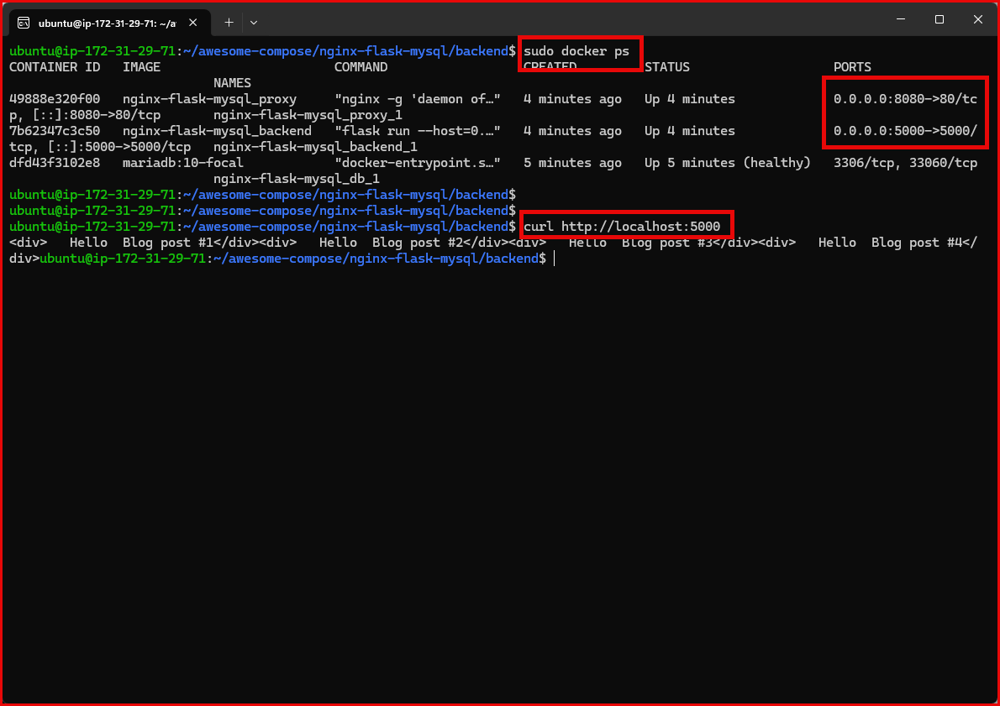 ubuntu@ip-172-31-29-71: ~/a
ubuntu@ip-172-31-29-71:~/awesome-compose/nginx-flask-mysql/backend$ sudo docker ps
CONTAINER ID   IMAGE                       COMMAND                  CREATED         STATUS                   PORTS
                           NAMES
49888e320f00   nginx-flask-mysql_proxy     "nginx -g 'daemon of…"   4 minutes ago   Up 4 minutes             0.0.0.0:8080->80/tc
p, [::]:8080->80/tcp       nginx-flask-mysql_proxy_1
7b62347c3c50   nginx-flask-mysql_backend   "flask run --host=0.…"   4 minutes ago   Up 4 minutes             0.0.0.0:5000->5000/
tcp, [::]:5000->5000/tcp   nginx-flask-mysql_backend_1
dfd43f3102e8   mariadb:10-focal            "docker-entrypoint.s…"   5 minutes ago   Up 5 minutes (healthy)   3306/tcp, 33060/tcp
                           nginx-flask-mysql_db_1
ubuntu@ip-172-31-29-71:~/awesome-compose/nginx-flask-mysql/backend$
ubuntu@ip-172-31-29-71:~/awesome-compose/nginx-flask-mysql/backend$
ubuntu@ip-172-31-29-71:~/awesome-compose/nginx-flask-mysql/backend$ curl http://localhost:5000
<div>   Hello  Blog post #1</div><div>   Hello  Blog post #2</div><div>   Hello  Blog post #3</div><div>   Hello  Blog post #4</
div>ubuntu@ip-172-31-29-71:~/awesome-compose/nginx-flask-mysql/backend$